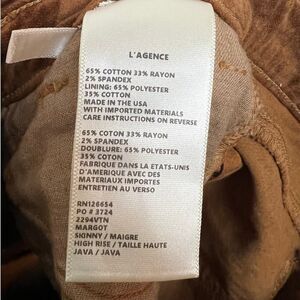 L'AGENCE
65% COTTON 33% RAYON
2% SPANDEX
LINING: 65% POLYESTER
35% COTTON
MADE IN THE USA
WITH IMPORTED MATERIALS
CARE INSTRUCTIONS ON REVERSE
65% COTON 33% RAYON
2% SPANDEX
DOUBLURE: 65% POLYESTER
35% COTON
FABRIQUE DANS LA ETATS-UNIS
D'AMERIQUE AVEC DES
MATERIAUX IMPORTES
ENTRETIEN AU VERSO
RN126654
PO # 3724
2294VTN
MARGOT
SKINNY / MAIGRE
HIGH RISE / TAILLE HAUTE
JAVA / JAVA